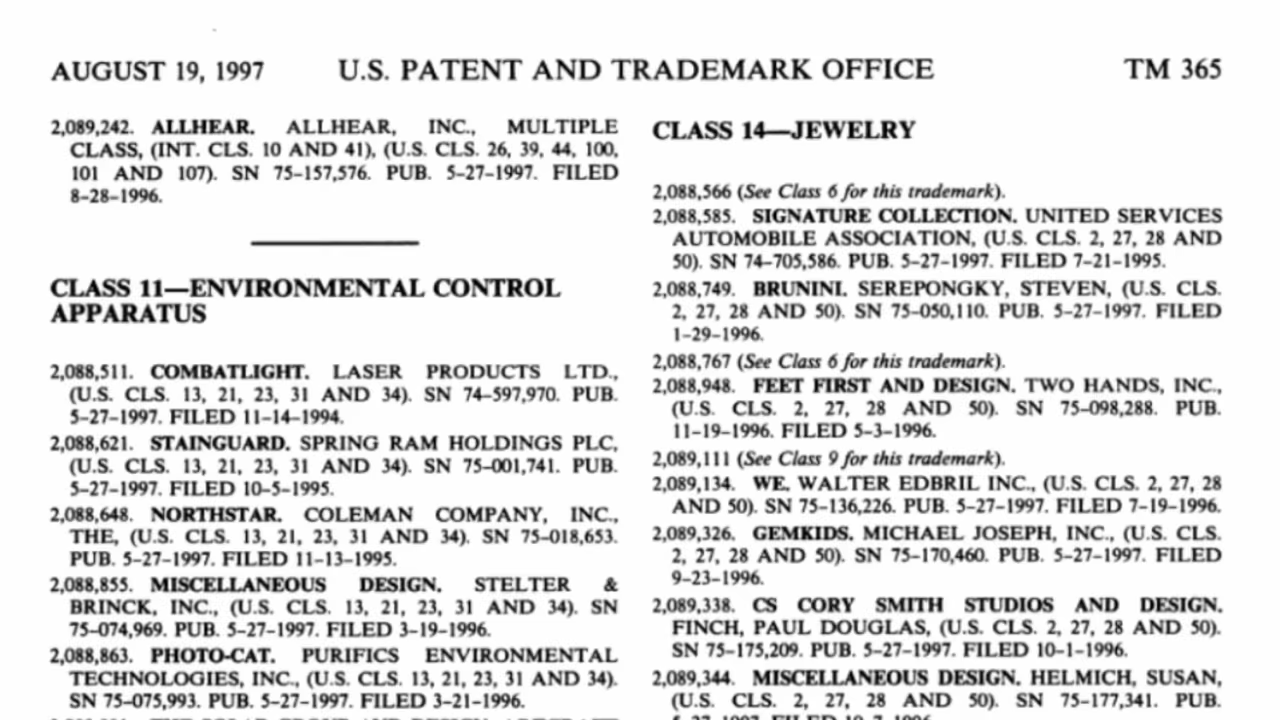 AUGUST 19, 1997 U.S. PATENT AND TRADEMARK OFFICE TM 365
2,089,242. ALLHEAR. ALLHEAR, INC., MULTIPLE
CLASS, (INT. CLS. 10 AND 41), (U.S. CLS. 26, 39, 44, 100,
101 AND 107). SN 75–157,576. PUB. 5–27–1997. FILED
8–28–1996.
CLASS 11—ENVIRONMENTAL CONTROL
APPARATUS
2,088,511. COMBATLIGHT. LASER PRODUCTS LTD.,
(U.S. CLS. 13, 21, 23, 31 AND 34). SN 74–597,970. PUB.
5–27–1997. FILED 11–14–1994.
2,088,621. STAINGUARD. SPRING RAM HOLDINGS PLC,
(U.S. CLS. 13, 21, 23, 31 AND 34). SN 75–001,741. PUB.
5–27–1997. FILED 10–5–1995.
2,088,648. NORTHSTAR. COLEMAN COMPANY, INC.,
THE, (U.S. CLS. 13, 21, 23, 31 AND 34). SN 75–018,653.
PUB. 5–27–1997. FILED 11–13–1995.
2,088,855. MISCELLANEOUS DESIGN. STELTER &
BRINCK, INC., (U.S. CLS. 13, 21, 23, 31 AND 34). SN
75–074,969. PUB. 5–27–1997. FILED 3–19–1996.
2,088,863. PHOTO-CAT. PURIFICS ENVIRONMENTAL
TECHNOLOGIES, INC., (U.S. CLS. 13, 21, 23, 31 AND 34).
SN 75–075,993. PUB. 5–27–1997. FILED 3–21–1996.
CLASS 14—JEWELRY
2,088,566 (See Class 6 for this trademark).
2,088,585. SIGNATURE COLLECTION. UNITED SERVICES
AUTOMOBILE ASSOCIATION, (U.S. CLS. 2, 27, 28 AND
50). SN 74–705,586. PUB. 5–27–1997. FILED 7–21–1995.
2,088,749. BRUNINI. SEREPONGKY, STEVEN, (U.S. CLS.
2, 27, 28 AND 50). SN 75–050,110. PUB. 5–27–1997. FILED
1–29–1996.
2,088,767 (See Class 6 for this trademark).
2,088,948. FEET FIRST AND DESIGN. TWO HANDS, INC.,
(U.S. CLS. 2, 27, 28 AND 50). SN 75–098,288. PUB.
11–19–1996. FILED 5–3–1996.
2,089,111 (See Class 9 for this trademark).
2,089,134. WE. WALTER EDBRIL INC., (U.S. CLS. 2, 27, 28
AND 50). SN 75–136,226. PUB. 5–27–1997. FILED 7–19–1996.
2,089,326. GEMKIDS. MICHAEL JOSEPH, INC., (U.S. CLS.
2, 27, 28 AND 50). SN 75–170,460. PUB. 5–27–1997. FILED
9–23–1996.
2,089,338. CS CORY SMITH STUDIOS AND DESIGN.
FINCH, PAUL DOUGLAS, (U.S. CLS. 2, 27, 28 AND 50).
SN 75–175,209. PUB. 5–27–1997. FILED 10–1–1996.
2,089,344. MISCELLANEOUS DESIGN. HELMICH, SUSAN,
(U.S. CLS. 2, 27, 28 AND 50). SN 75–177,341. PUB.